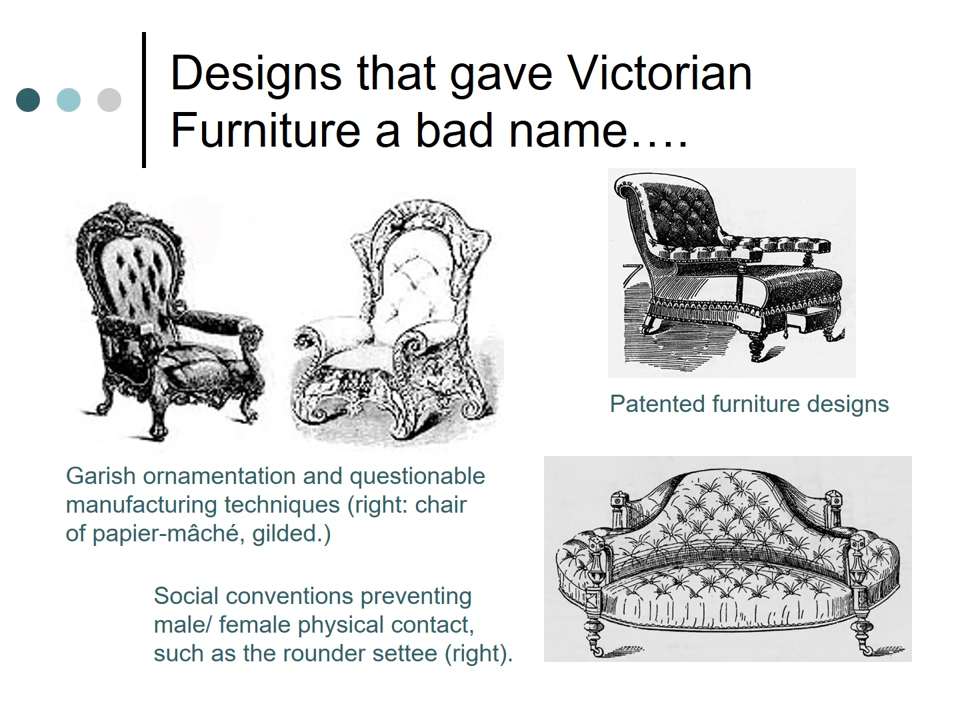 Designs that gave Victorian
Furniture a bad name….
Patented furniture designs
Garish ornamentation and questionable
manufacturing techniques (right: chair
of papier-mâché, gilded.)
Social conventions preventing
male/ female physical contact,
such as the rounder settee (right).